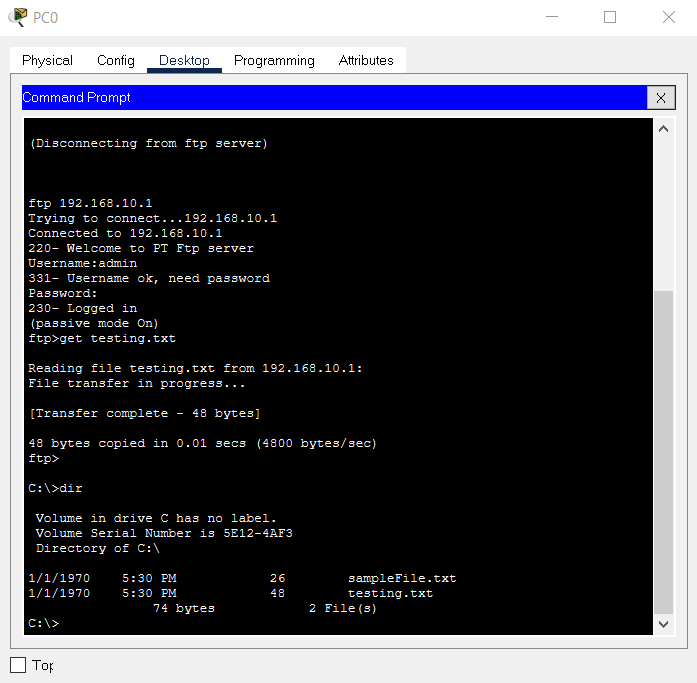 PC0
Physical Config Desktop Programming Attributes
Command Prompt X
(Disconnecting from ftp server)
ftp 192.168.10.1
Trying to connect...192.168.10.1
Connected to 192.168.10.1
220- Welcome to PT Ftp server
Username:admin
331- Username ok, need password
Password:
230- Logged in
(passive mode On)
ftp>get testing.txt
Reading file testing.txt from 192.168.10.1:
File transfer in progress...
[Transfer complete - 48 bytes]
48 bytes copied in 0.01 secs (4800 bytes/sec)
ftp>
C:\>dir
Volume in drive C has no label.
Volume Serial Number is 5E12-4AF3
Directory of C:\
1/1/1970 5:30 PM 26 sampleFile.txt
1/1/1970 5:30 PM 48 testing.txt
74 bytes 2 File(s)
C:\>
Top